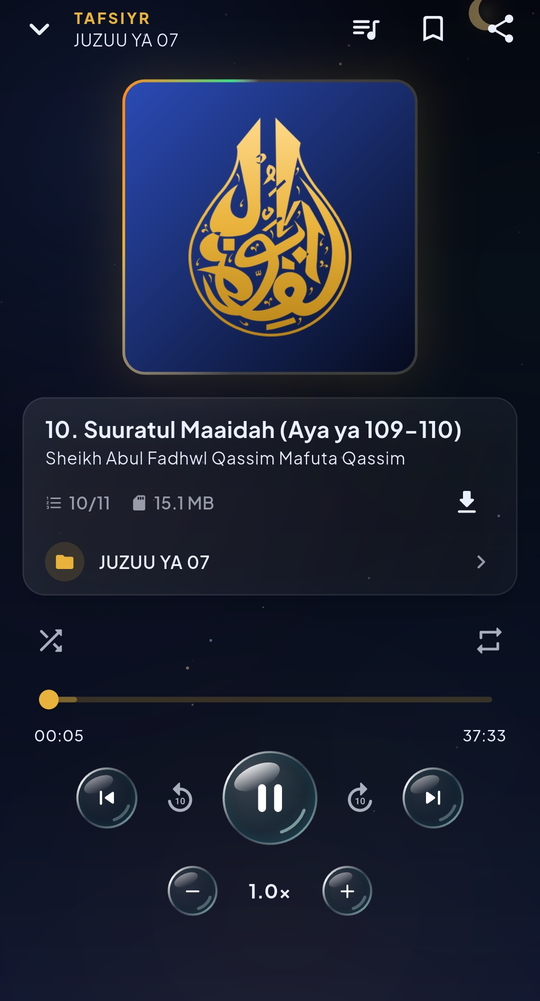 TAFSIYR
JUZUU YA 07
10. Suuratul Maaidah (Aya ya 109–110)
Sheikh Abul Fadhwl Qassim Mafuta Qassim
10/11 15.1 MB
JUZUU YA 07
00:05 37:33
10 10
1.0×